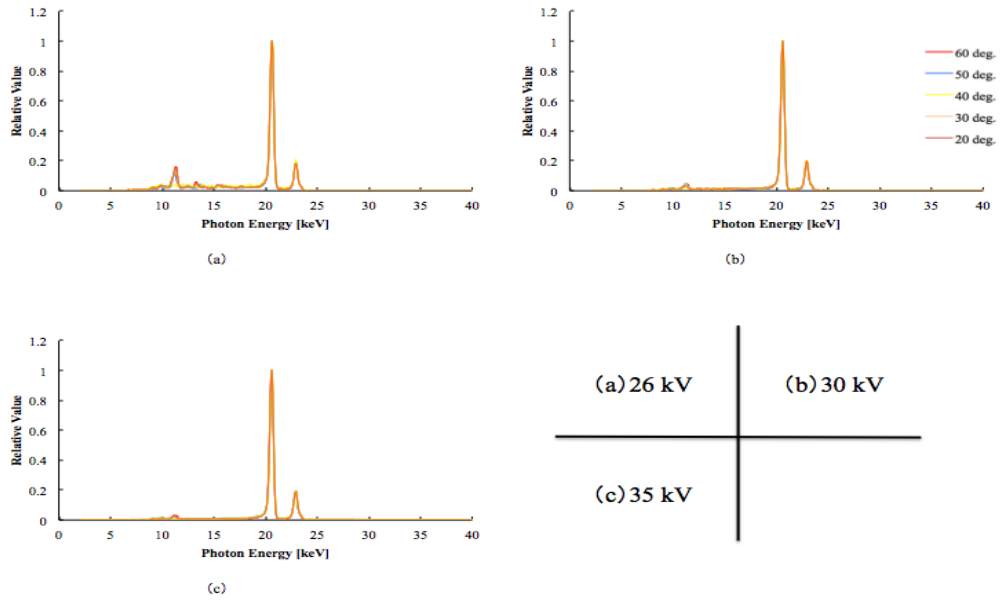 1.2
1
0.8
0.6
0.4
0.2
0
Relative Value
0 5 10 15 20 25 30 35 40
Photon Energy [keV]
(a)
1.2
1
0.8
0.6
0.4
0.2
0
Relative Value
0 5 10 15 20 25 30 35 40
Photon Energy [keV]
(b)
60 deg.
50 deg.
40 deg.
30 deg.
20 deg.
1.2
1
0.8
0.6
0.4
0.2
0
Relative Value
0 5 10 15 20 25 30 35 40
Photon Energy [keV]
(c)
(a) 26 kV
(b) 30 kV
(c) 35 kV